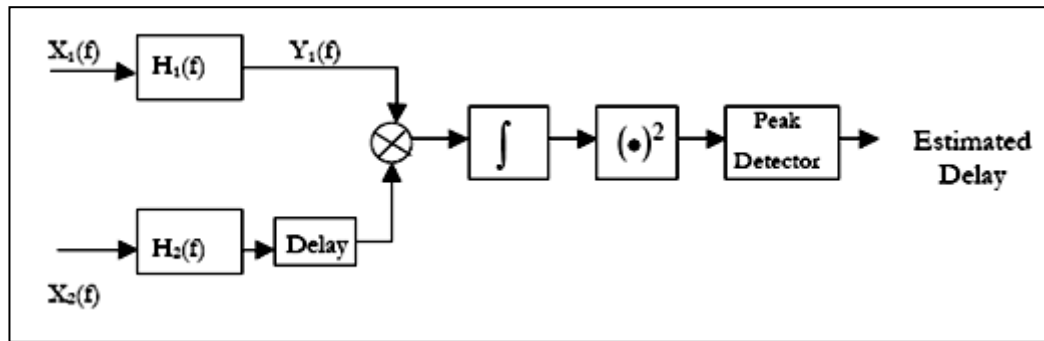 X₁(f)
H₁(f)
Y₁(f)
∫
(•)²
Peak
Detector
Estimated
Delay
H₂(f)
Delay
X₂(f)